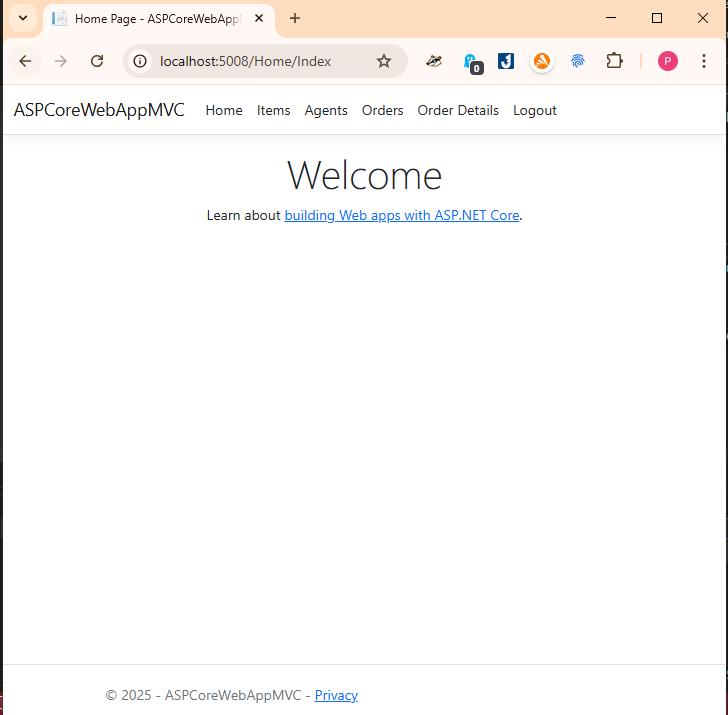 Home Page - ASPCoreWebAppl
localhost:5008/Home/Index
0
P
ASPCoreWebAppMVC Home Items Agents Orders Order Details Logout
Welcome
Learn about building Web apps with ASP.NET Core.
© 2025 - ASPCoreWebAppMVC - Privacy